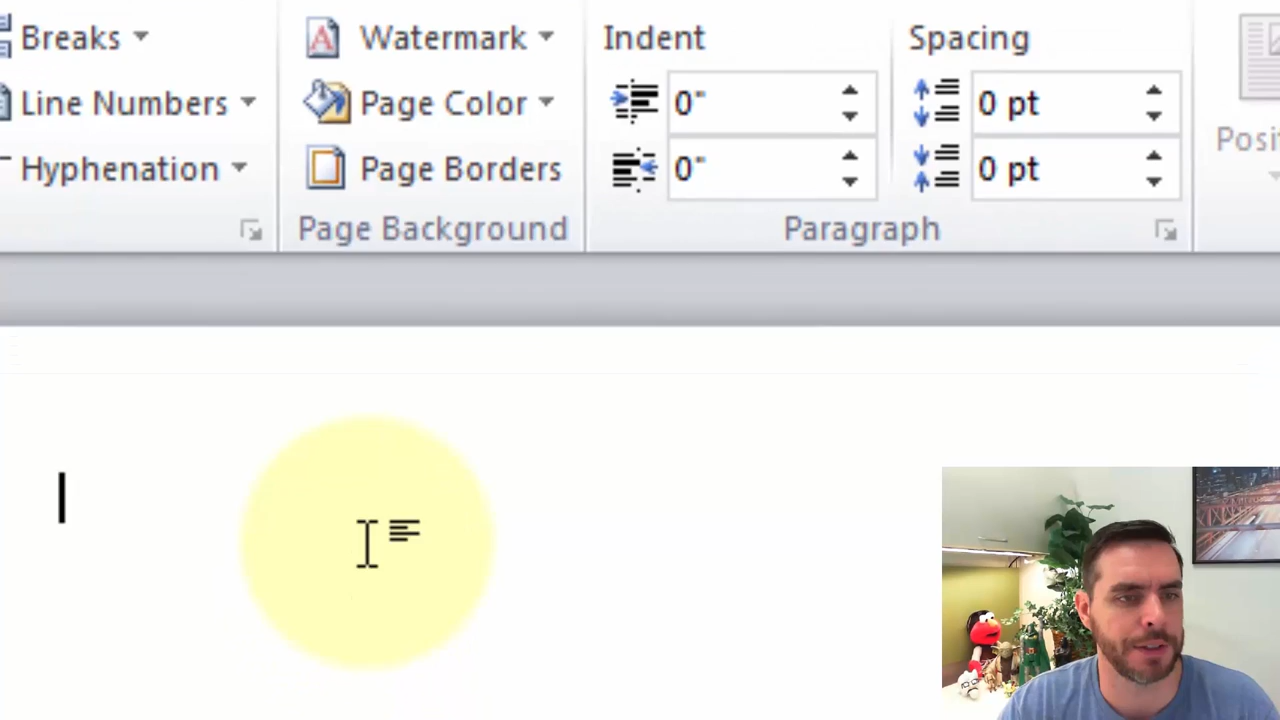 Breaks Watermark Indent Spacing
Line Numbers Page Color 0" 0 pt
Hyphenation Page Borders 0" 0 pt
Page Background Paragraph